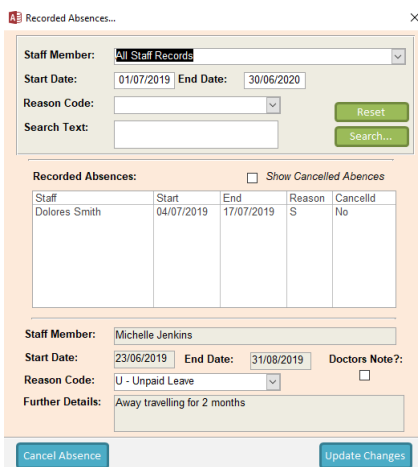 Recorded Absences...
Staff Member: All Staff Records
Start Date: 01/07/2019 End Date: 30/06/2020
Reason Code:
Reset
Search Text:
Search...
Recorded Absences: Show Cancelled Abences
Staff Start End Reason Cancelld
Dolores Smith 04/07/2019 17/07/2019 S No
Staff Member: Michelle Jenkins
Start Date: 23/06/2019 End Date: 31/08/2019 Doctors Note?:
Reason Code: U - Unpaid Leave
Further Details: Away travelling for 2 months
Cancel Absence Update Changes